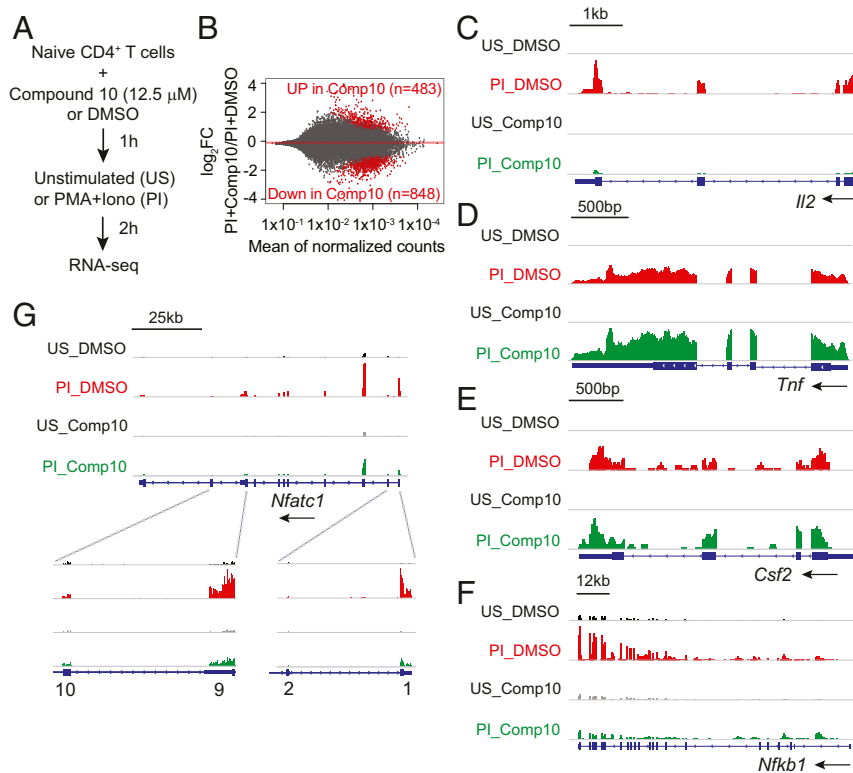 A
Naive CD4⁺ T cells
+
Compound 10 (12.5 µM)
or DMSO
1h
Unstimulated (US)
or PMA+Iono (PI)
2h
RNA-seq
B
log₂FC
PI+Comp10/PI+DMSO
4
2
0
-2
-4
UP in Comp10 (n=483)
Down in Comp10 (n=848)
1x10⁻¹ 1x10⁻² 1x10⁻³ 1x10⁻⁴
Mean of normalized counts
C
1kb
US_DMSO
PI_DMSO
US_Comp10
PI_Comp10
Il2
D
500bp
US_DMSO
PI_DMSO
US_Comp10
PI_Comp10
Tnf
E
500bp
US_DMSO
PI_DMSO
US_Comp10
PI_Comp10
Csf2
F
12kb
US_DMSO
PI_DMSO
US_Comp10
PI_Comp10
Nfkb1
G
25kb
US_DMSO
PI_DMSO
US_Comp10
PI_Comp10
Nfatc1
10 9 2 1